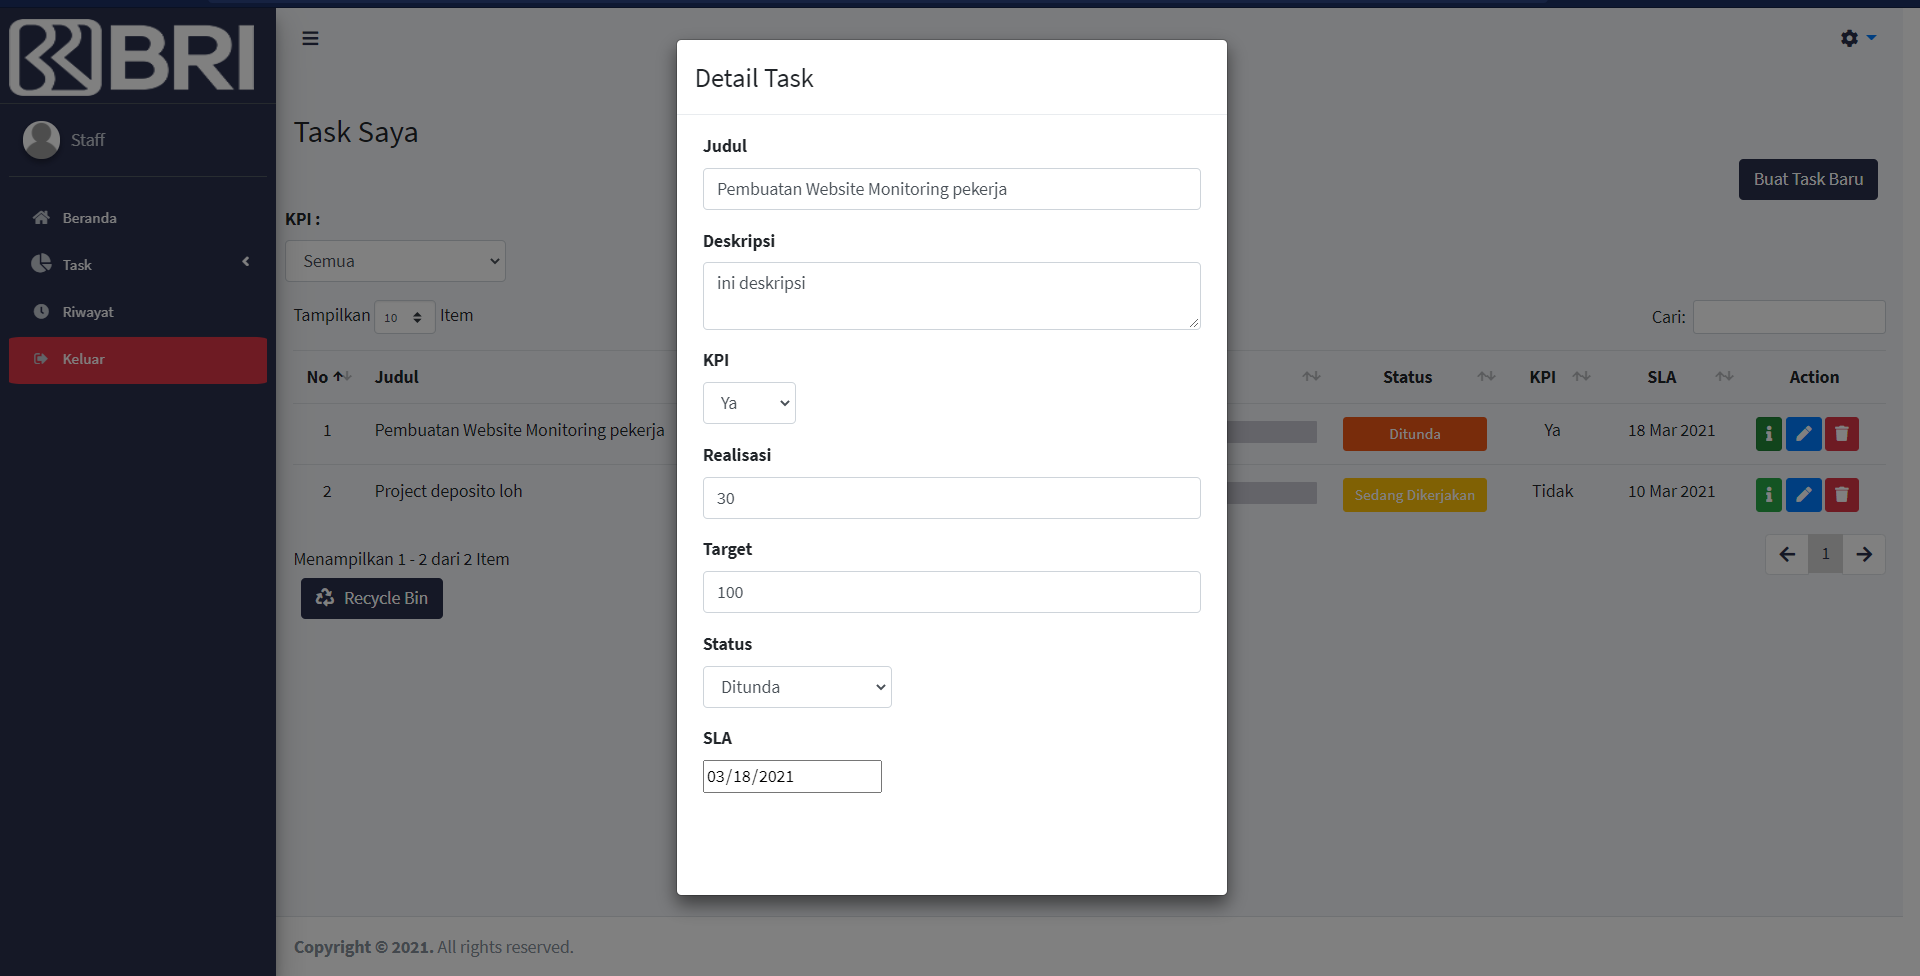 BRI
Staff
Beranda
Task
Riwayat
Keluar
Task Saya
Buat Task Baru
KPI :
Semua
Tampilkan 10 Item
Cari:
No Judul Status KPI SLA Action
1 Pembuatan Website Monitoring pekerja Ditunda Ya 18 Mar 2021
2 Project deposito loh Sedang Dikerjakan Tidak 10 Mar 2021
Menampilkan 1 - 2 dari 2 Item
1
Recycle Bin
Detail Task
Judul
Pembuatan Website Monitoring pekerja
Deskripsi
ini deskripsi
KPI
Ya
Realisasi
30
Target
100
Status
Ditunda
SLA
03/18/2021
Copyright © 2021. All rights reserved.